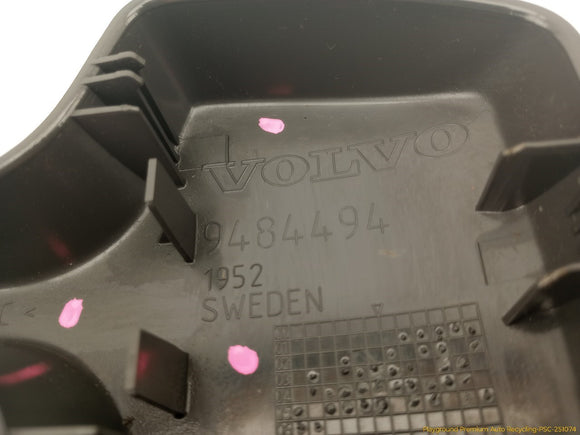 VOLVO
9484494
1952
SWEDEN
Playground Premium Auto Recycling-PSC-251074